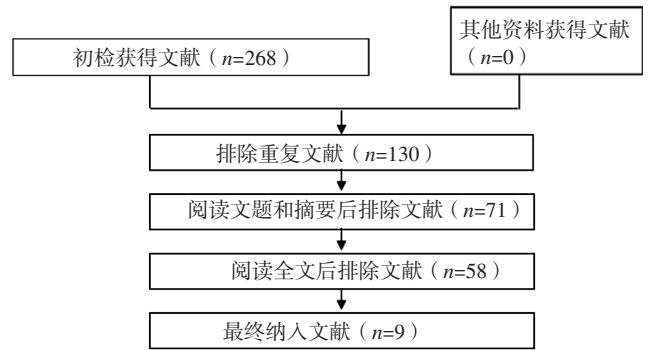 初检获得文献（n=268）
其他资料获得文献
（n=0）
排除重复文献（n=130）
阅读文题和摘要后排除文献（n=71）
阅读全文后排除文献（n=58）
最终纳入文献（n=9）